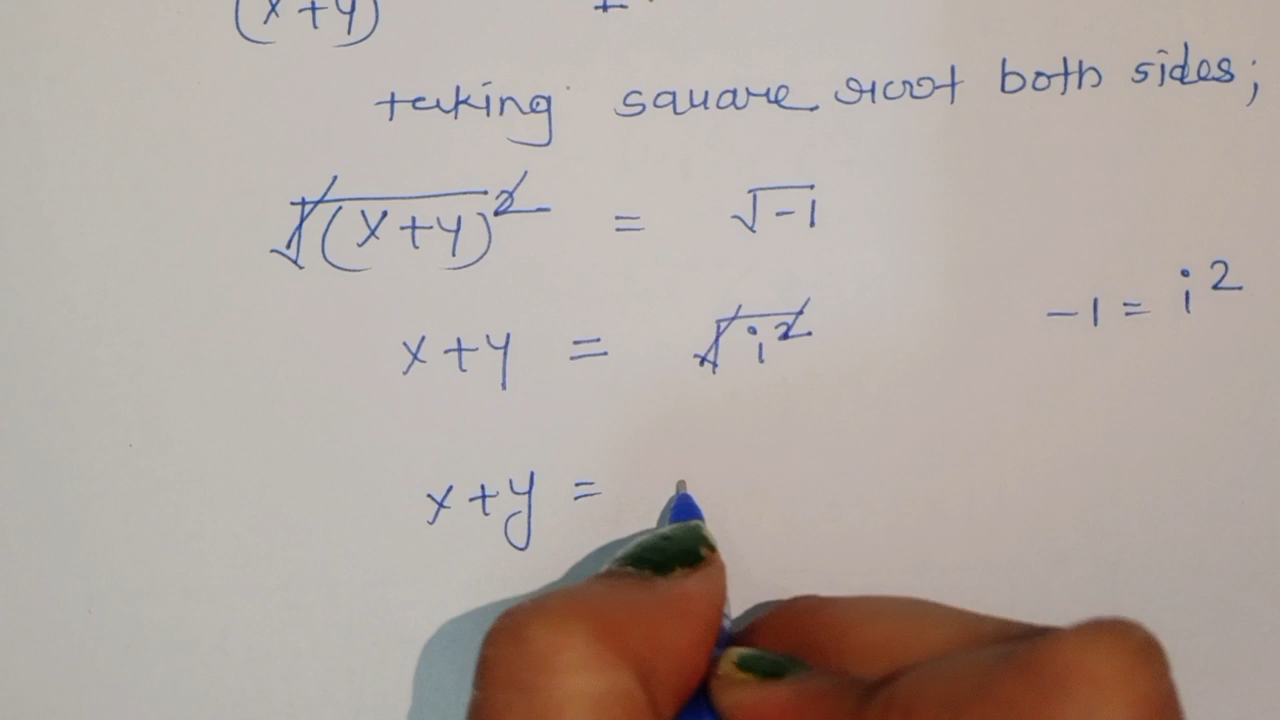 (x+y)
taking square root both sides;
√(x+y)² = √-1
x+y = √i² -1 = i²
x+y =